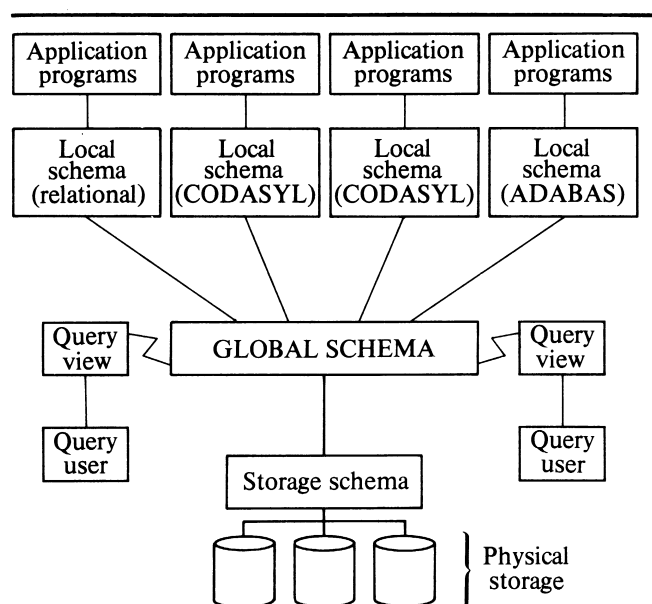 Application
programs
Application
programs
Application
programs
Application
programs
Local
schema
(relational)
Local
schema
(CODASYL)
Local
schema
(CODASYL)
Local
schema
(ADABAS)
Query
view
GLOBAL SCHEMA
Query
view
Query
user
Query
user
Storage schema
Physical
storage